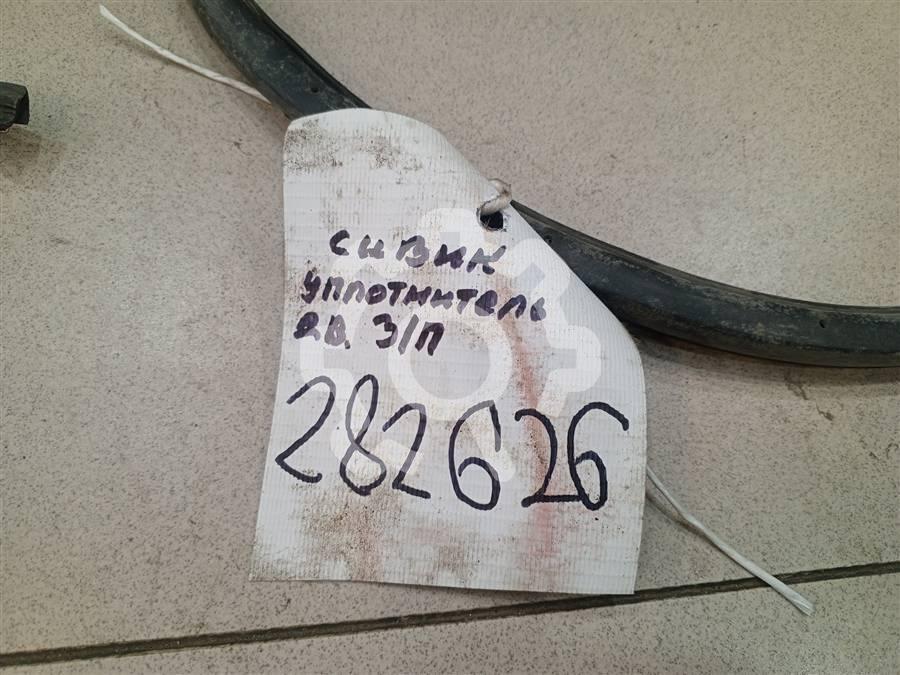 сивик
уплотнитель
дв. З/П
282626